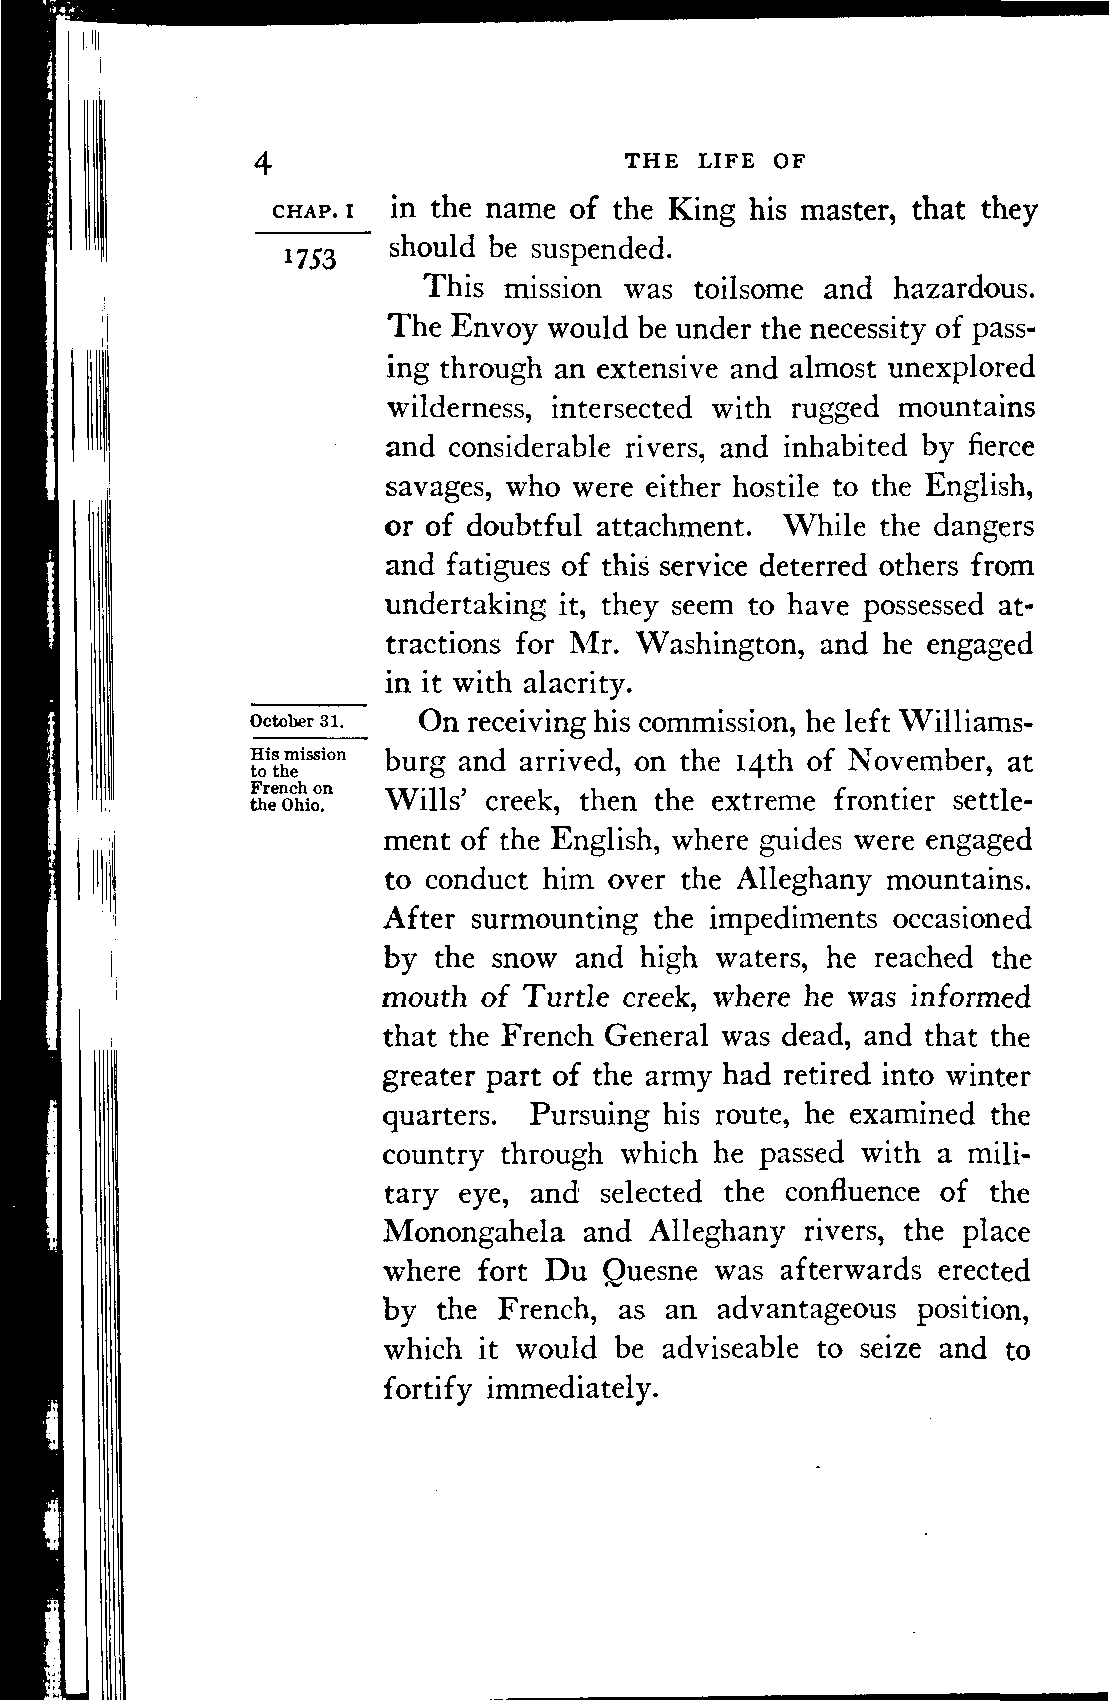 4 THE LIFE OF
CHAP. I
1753
in the name of the King his master, that they
should be suspended.
This mission was toilsome and hazardous.
The Envoy would be under the necessity of pass-
ing through an extensive and almost unexplored
wilderness, intersected with rugged mountains
and considerable rivers, and inhabited by fierce
savages, who were either hostile to the English,
or of doubtful attachment. While the dangers
and fatigues of this service deterred others from
undertaking it, they seem to have possessed at-
tractions for Mr. Washington, and he engaged
in it with alacrity.
October 31.
His mission
to the
French on
the Ohio.
On receiving his commission, he left Williams-
burg and arrived, on the 14th of November, at
Wills' creek, then the extreme frontier settle-
ment of the English, where guides were engaged
to conduct him over the Alleghany mountains.
After surmounting the impediments occasioned
by the snow and high waters, he reached the
mouth of Turtle creek, where he was informed
that the French General was dead, and that the
greater part of the army had retired into winter
quarters. Pursuing his route, he examined the
country through which he passed with a mili-
tary eye, and selected the confluence of the
Monongahela and Alleghany rivers, the place
where fort Du Quesne was afterwards erected
by the French, as an advantageous position,
which it would be adviseable to seize and to
fortify immediately.